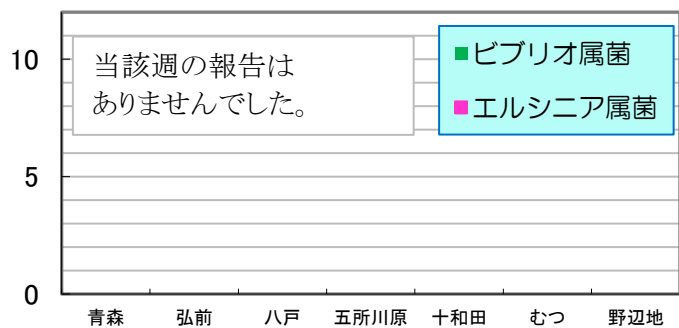 10
当該週の報告は
ありませんでした。
ビブリオ属菌
エルシニア属菌
5
0
青森 弘前 八戸 五所川原 十和田 むつ 野辺地